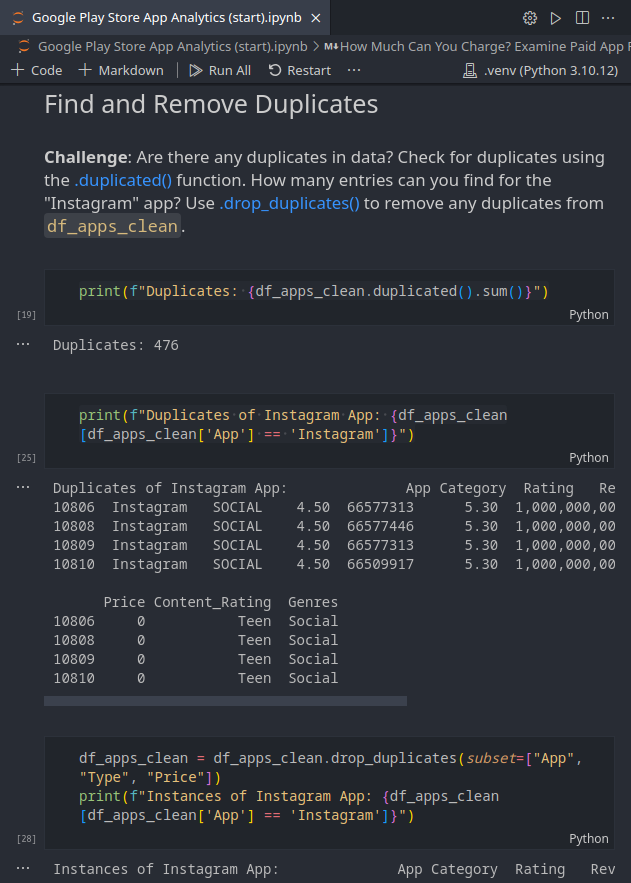 Google Play Store App Analytics (start).ipynb ×
Google Play Store App Analytics (start).ipynb > M↓How Much Can You Charge? Examine Paid App P
+ Code + Markdown | Run All Restart ··· .venv (Python 3.10.12)
Find and Remove Duplicates
Challenge: Are there any duplicates in data? Check for duplicates using
the .duplicated() function. How many entries can you find for the
"Instagram" app? Use .drop_duplicates() to remove any duplicates from
df_apps_clean.
print(f"Duplicates: {df_apps_clean.duplicated().sum()}")
[19]
Python
··· Duplicates: 476
print(f"Duplicates of Instagram App: {df_apps_clean
[df_apps_clean['App'] == 'Instagram']}")
[25]
Python
··· Duplicates of Instagram App: App Category Rating Re
10806 Instagram SOCIAL 4.50 66577313 5.30 1,000,000,00
10808 Instagram SOCIAL 4.50 66577446 5.30 1,000,000,00
10809 Instagram SOCIAL 4.50 66577313 5.30 1,000,000,00
10810 Instagram SOCIAL 4.50 66509917 5.30 1,000,000,00
Price Content_Rating Genres
10806 0 Teen Social
10808 0 Teen Social
10809 0 Teen Social
10810 0 Teen Social
df_apps_clean = df_apps_clean.drop_duplicates(subset=["App",
"Type", "Price"])
print(f"Instances of Instagram App: {df_apps_clean
[df_apps_clean['App'] == 'Instagram']}")
[28]
Python
··· Instances of Instagram App: App Category Rating Rev